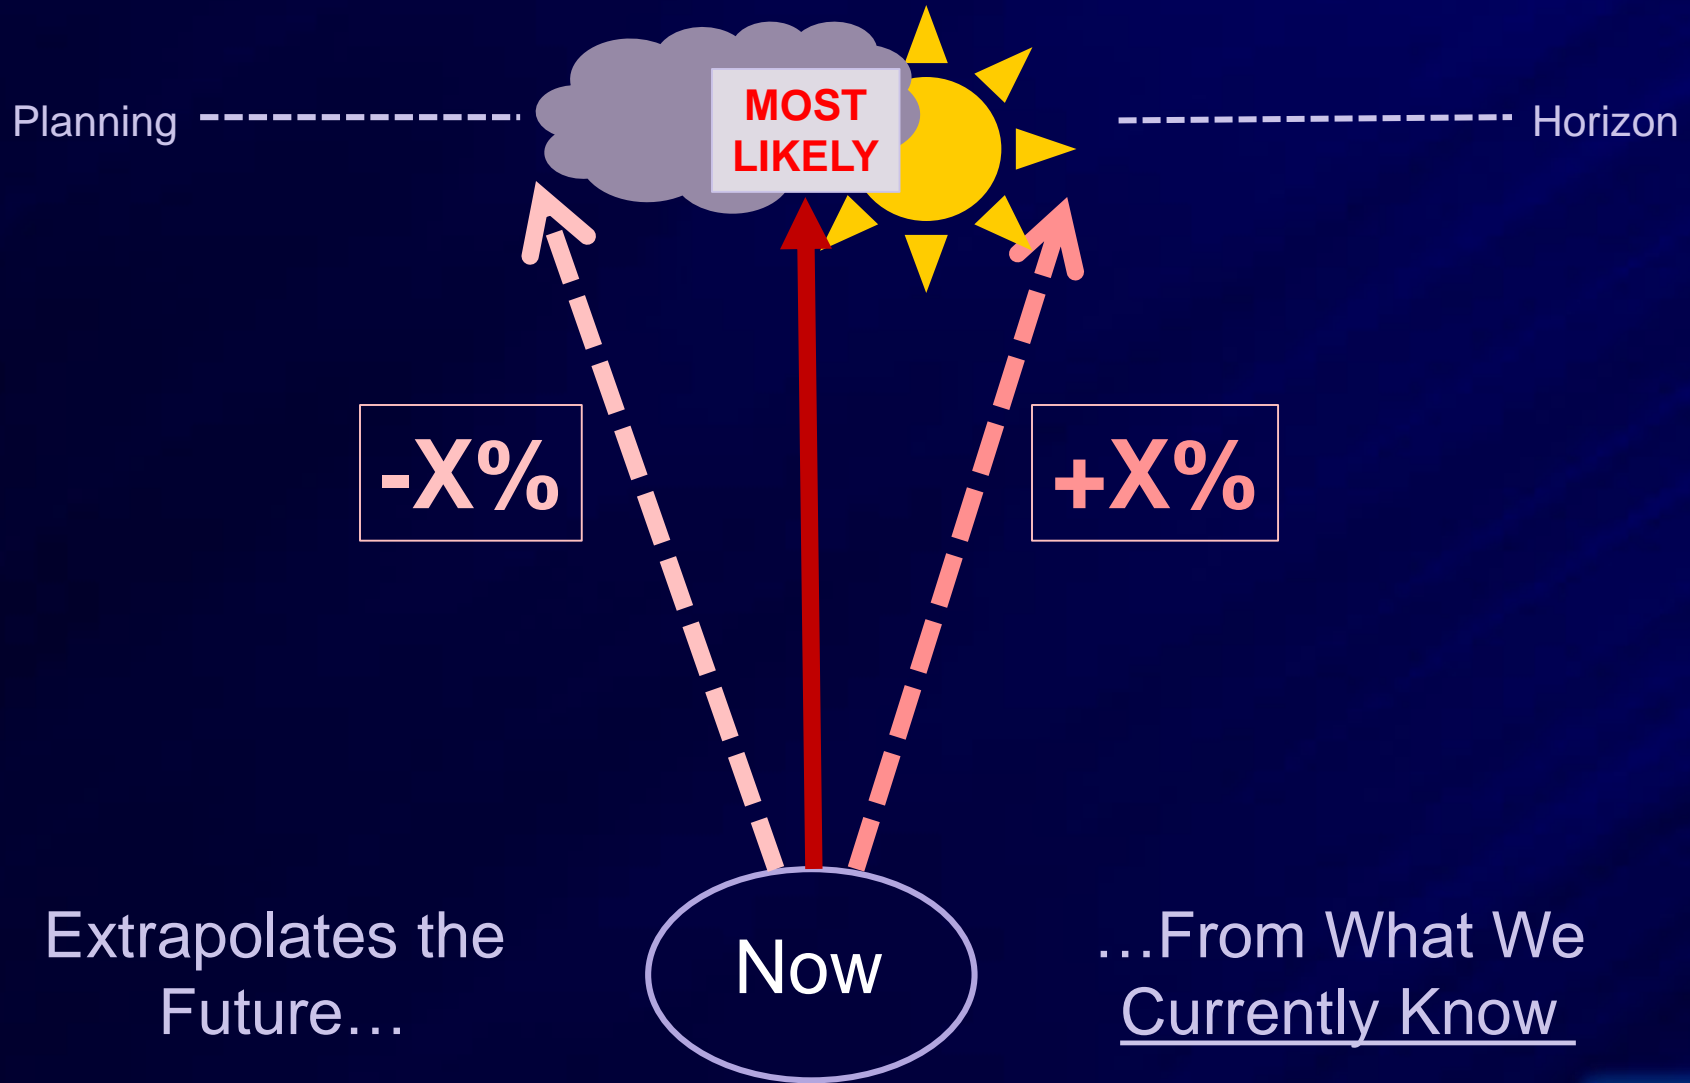 Planning
MOST
LIKELY
Horizon
-X%
+X%
Extrapolates the
Future…
Now
…From What We
Currently Know